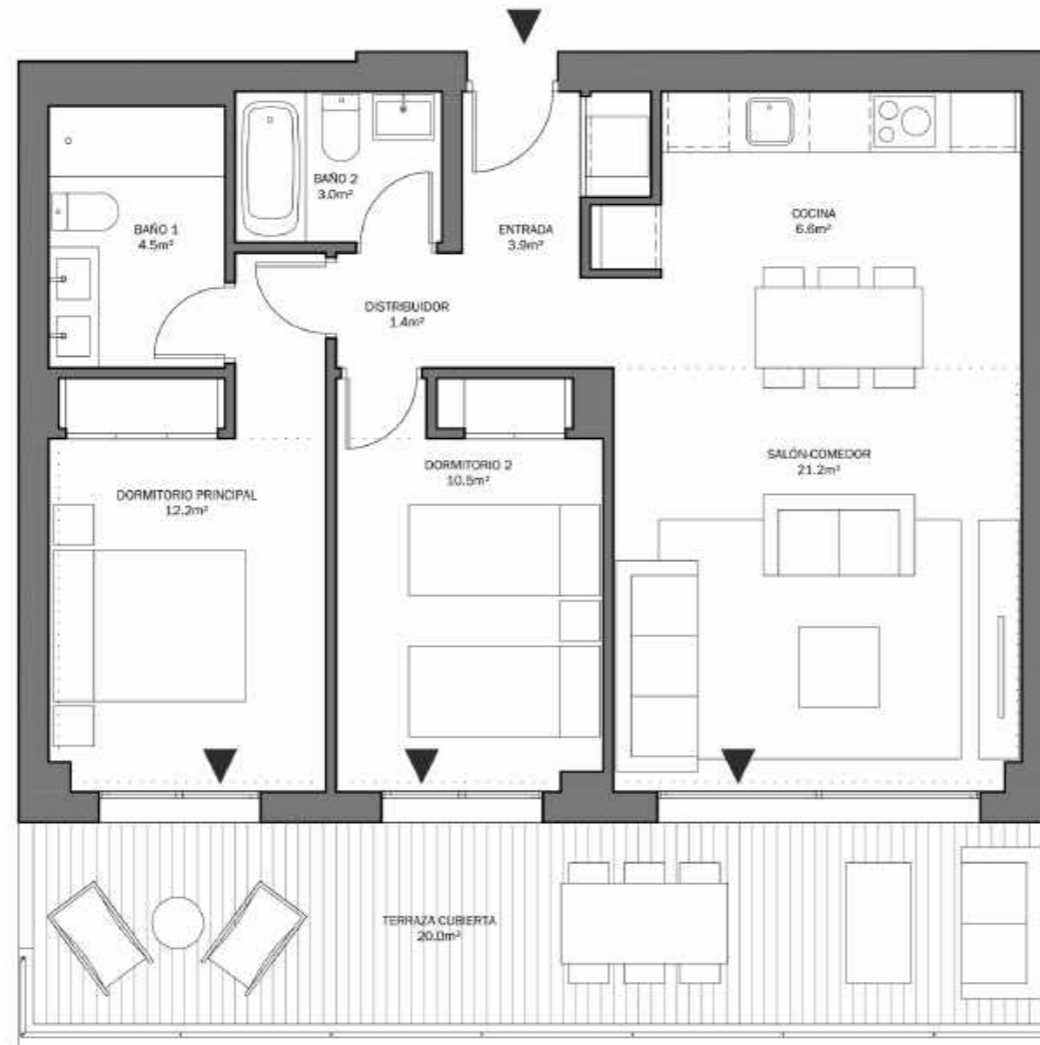 BAÑO 2
3.0m²
BAÑO 1
4.5m²
ENTRADA
3.9m²
COCINA
6.6m²
DISTRIBUIDOR
1.4m²
DORMITORIO PRINCIPAL
12.2m²
DORMITORIO 2
10.5m²
SALÓN-COMEDOR
21.2m²
TERRAZA CUBIERTA
20.0m²